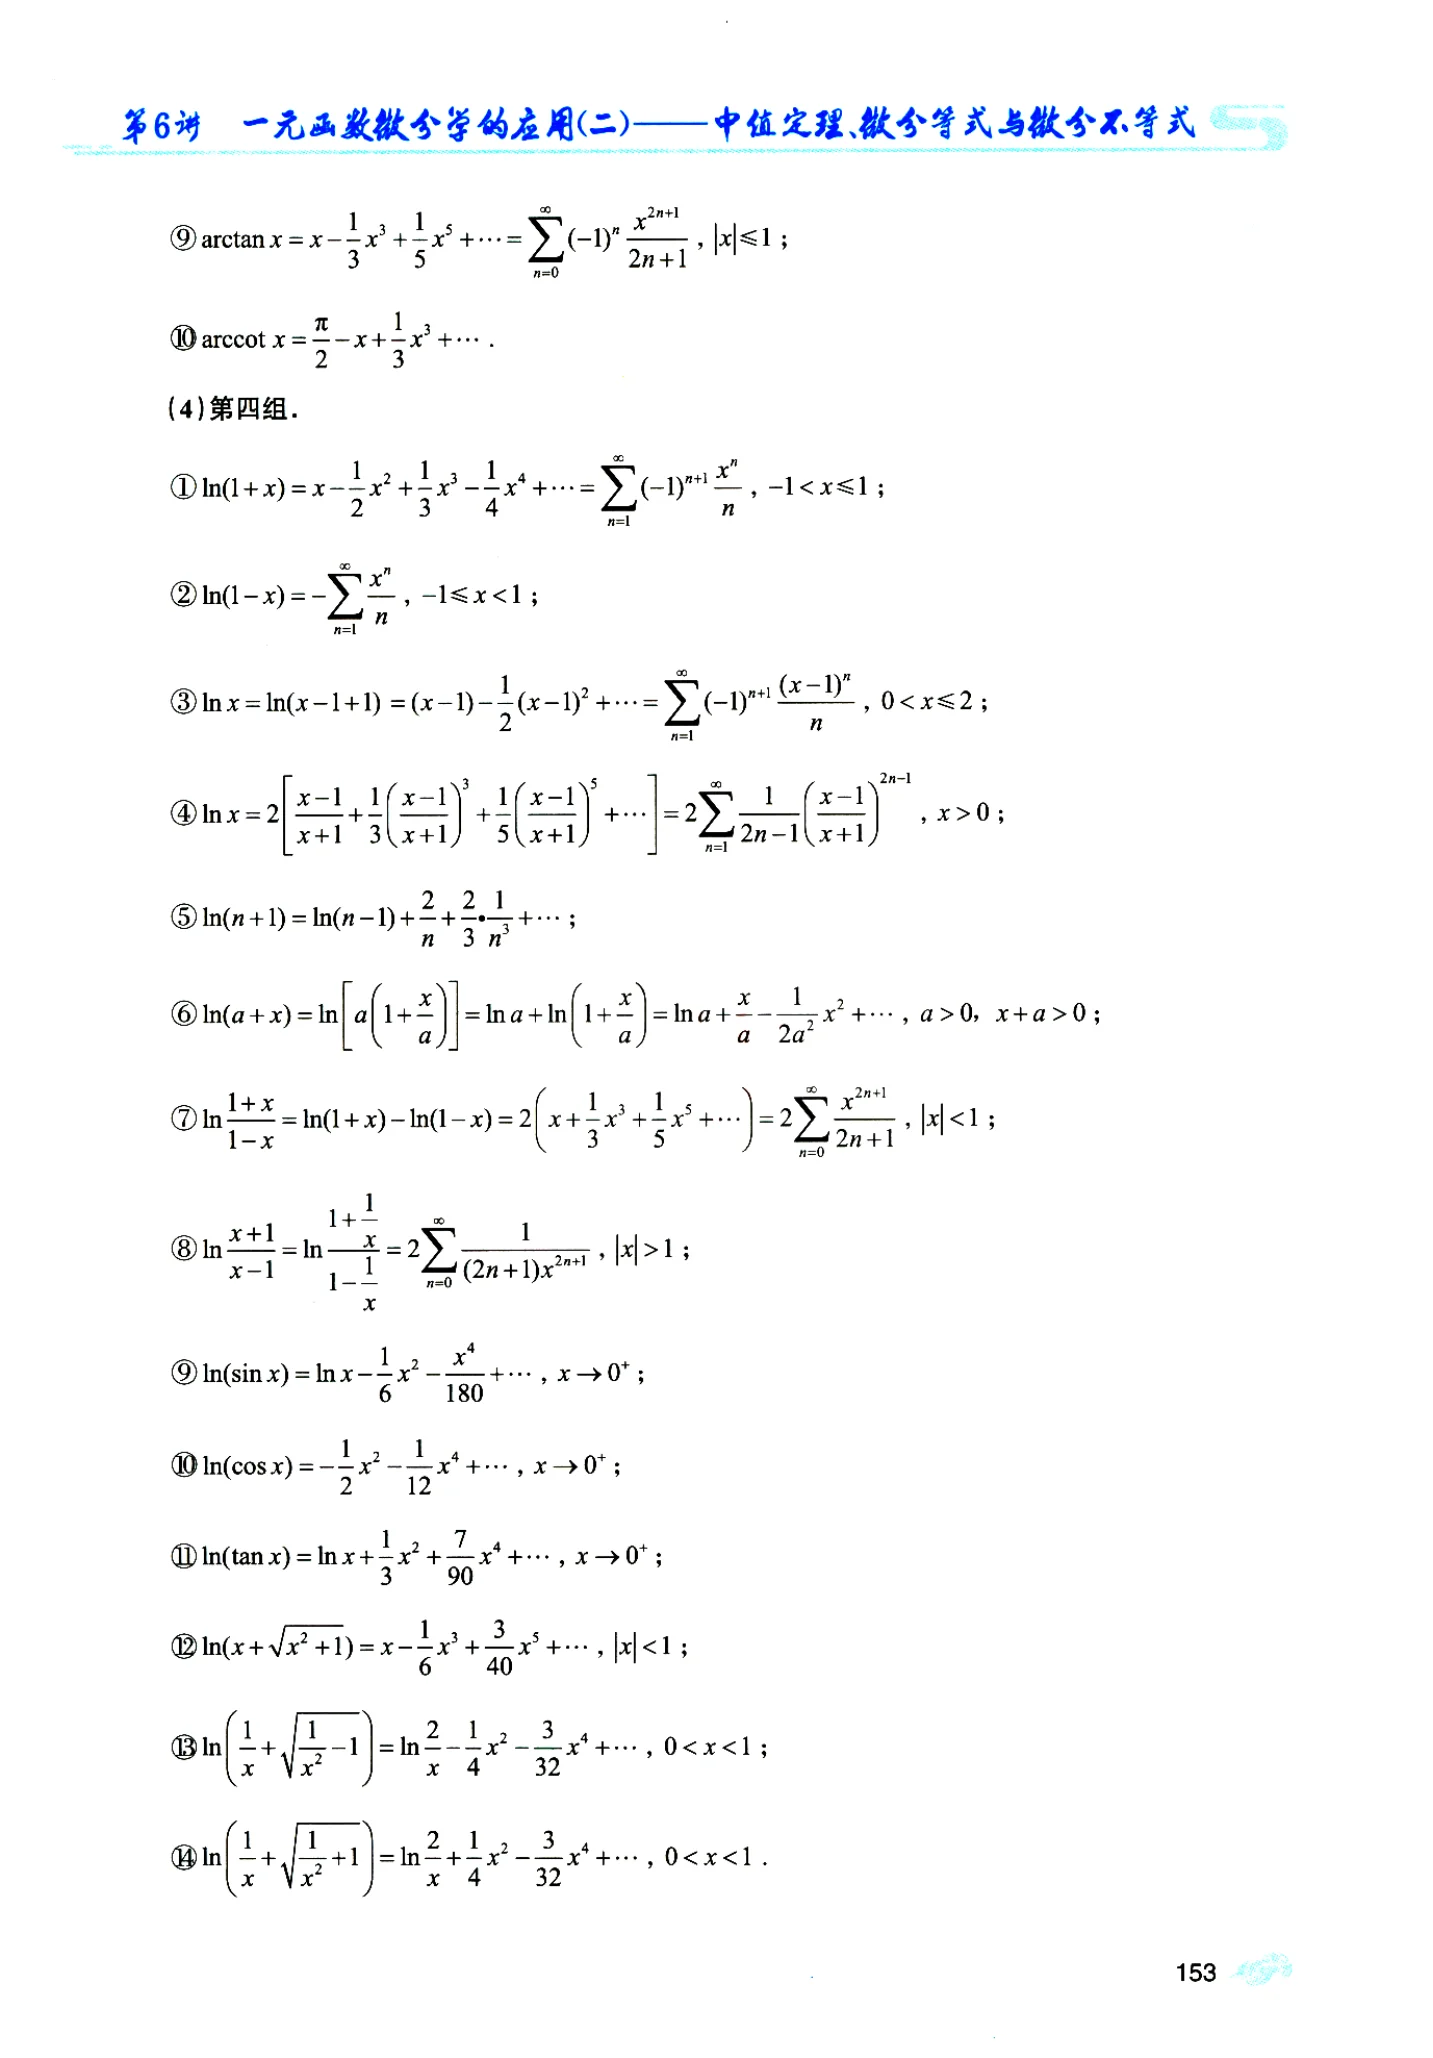 第6讲 一元函数微分学的应用(二)——中值定理、微分等式与微分不等式
⑨ $\arctan x = x - \frac{1}{3}x^3 + \frac{1}{5}x^5 + \cdots = \sum_{n=0}^{\infty} (-1)^n \frac{x^{2n+1}}{2n+1}$, $|x| \leqslant 1$;
⑩ $\text{arccot}\, x = \frac{\pi}{2} - x + \frac{1}{3}x^3 + \cdots$.
(4)第四组.
① $\ln(1+x) = x - \frac{1}{2}x^2 + \frac{1}{3}x^3 - \frac{1}{4}x^4 + \cdots = \sum_{n=1}^{\infty} (-1)^{n+1} \frac{x^n}{n}$, $-1 < x \leqslant 1$;
② $\ln(1-x) = -\sum_{n=1}^{\infty} \frac{x^n}{n}$, $-1 \leqslant x < 1$;
③ $\ln x = \ln(x-1+1) = (x-1) - \frac{1}{2}(x-1)^2 + \cdots = \sum_{n=1}^{\infty} (-1)^{n+1} \frac{(x-1)^n}{n}$, $0 < x \leqslant 2$;
④ $\ln x = 2\left[\frac{x-1}{x+1} + \frac{1}{3}\left(\frac{x-1}{x+1}\right)^3 + \frac{1}{5}\left(\frac{x-1}{x+1}\right)^5 + \cdots\right] = 2\sum_{n=1}^{\infty} \frac{1}{2n-1}\left(\frac{x-1}{x+1}\right)^{2n-1}$, $x > 0$;
⑤ $\ln(n+1) = \ln(n-1) + \frac{2}{n} + \frac{2}{3} \cdot \frac{1}{n^3} + \cdots$;
⑥ $\ln(a+x) = \ln\left[a\left(1+\frac{x}{a}\right)\right] = \ln a + \ln\left(1+\frac{x}{a}\right) = \ln a + \frac{x}{a} - \frac{1}{2a^2}x^2 + \cdots$, $a > 0$, $x+a > 0$;
⑦ $\ln\frac{1+x}{1-x} = \ln(1+x) - \ln(1-x) = 2\left(x + \frac{1}{3}x^3 + \frac{1}{5}x^5 + \cdots\right) = 2\sum_{n=0}^{\infty} \frac{x^{2n+1}}{2n+1}$, $|x| < 1$;
⑧ $\ln\frac{x+1}{x-1} = \ln\frac{1+\frac{1}{x}}{1-\frac{1}{x}} = 2\sum_{n=0}^{\infty} \frac{1}{(2n+1)x^{2n+1}}$, $|x| > 1$;
⑨ $\ln(\sin x) = \ln x - \frac{1}{6}x^2 - \frac{x^4}{180} + \cdots$, $x \to 0^+$;
⑩ $\ln(\cos x) = -\frac{1}{2}x^2 - \frac{1}{12}x^4 + \cdots$, $x \to 0^+$;
⑪ $\ln(\tan x) = \ln x + \frac{1}{3}x^2 + \frac{7}{90}x^4 + \cdots$, $x \to 0^+$;
⑫ $\ln(x+\sqrt{x^2+1}) = x - \frac{1}{6}x^3 + \frac{3}{40}x^5 + \cdots$, $|x| < 1$;
⑬ $\ln\left(\frac{1}{x} + \sqrt{\frac{1}{x^2}-1}\right) = \ln\frac{2}{x} - \frac{1}{4}x^2 - \frac{3}{32}x^4 + \cdots$, $0 < x < 1$;
⑭ $\ln\left(\frac{1}{x} + \sqrt{\frac{1}{x^2}+1}\right) = \ln\frac{2}{x} + \frac{1}{4}x^2 - \frac{3}{32}x^4 + \cdots$, $0 < x < 1$.
153